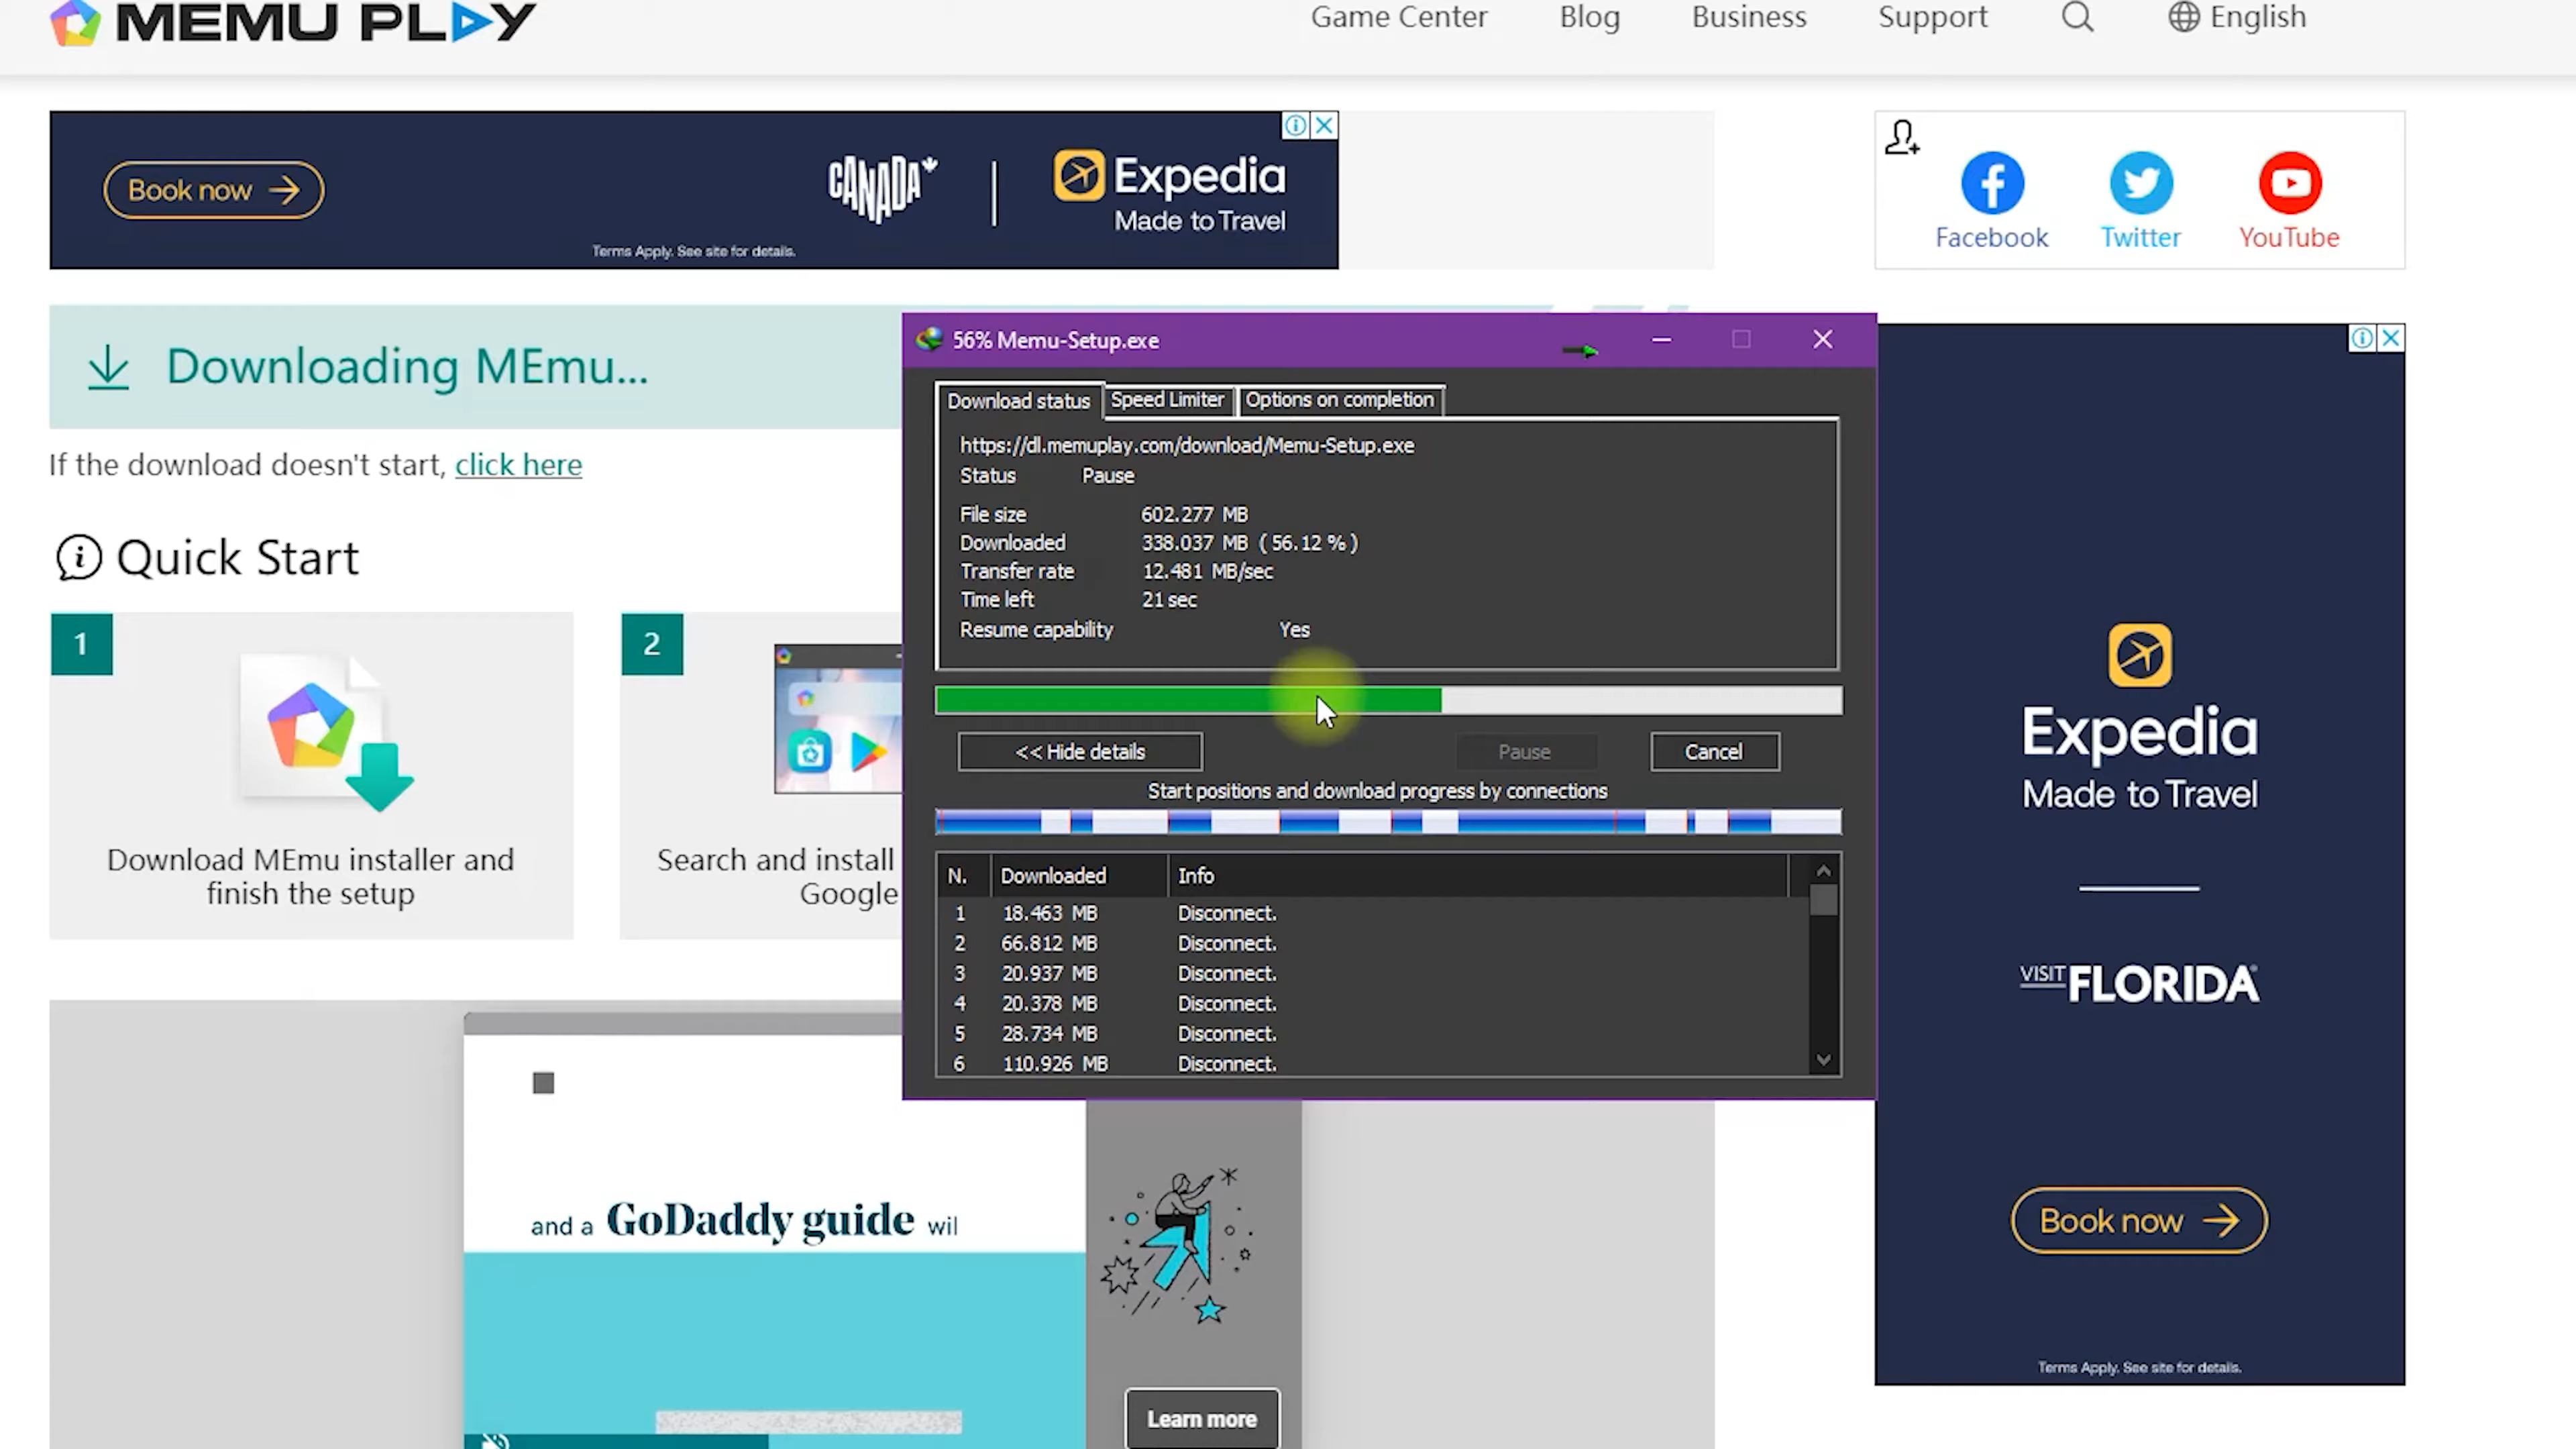 MEMU PLAY
Game Center
Blog
Business
Support
English
Book now
CANADA
Expedia
Made to Travel
Terms Apply. See site for details.
Facebook
Twitter
YouTube
Downloading MEmu...
If the download doesn't start, click here
Quick Start
1
Download MEmu installer and
finish the setup
2
Search and install
Google
56% Memu-Setup.exe
Download status
Speed Limiter
Options on completion
https://dl.memuplay.com/download/Memu-Setup.exe
Status Pause
File size 602.277 MB
Downloaded 338.037 MB ( 56.12 % )
Transfer rate 12.481 MB/sec
Time left 21 sec
Resume capability Yes
<< Hide details
Pause
Cancel
Start positions and download progress by connections
N. Downloaded Info
1 18.463 MB Disconnect.
2 66.812 MB Disconnect.
3 20.937 MB Disconnect.
4 20.378 MB Disconnect.
5 28.734 MB Disconnect.
6 110.926 MB Disconnect.
Expedia
Made to Travel
VISIT FLORIDA
Book now
Terms Apply. See site for details.
and a GoDaddy guide wil
Learn more